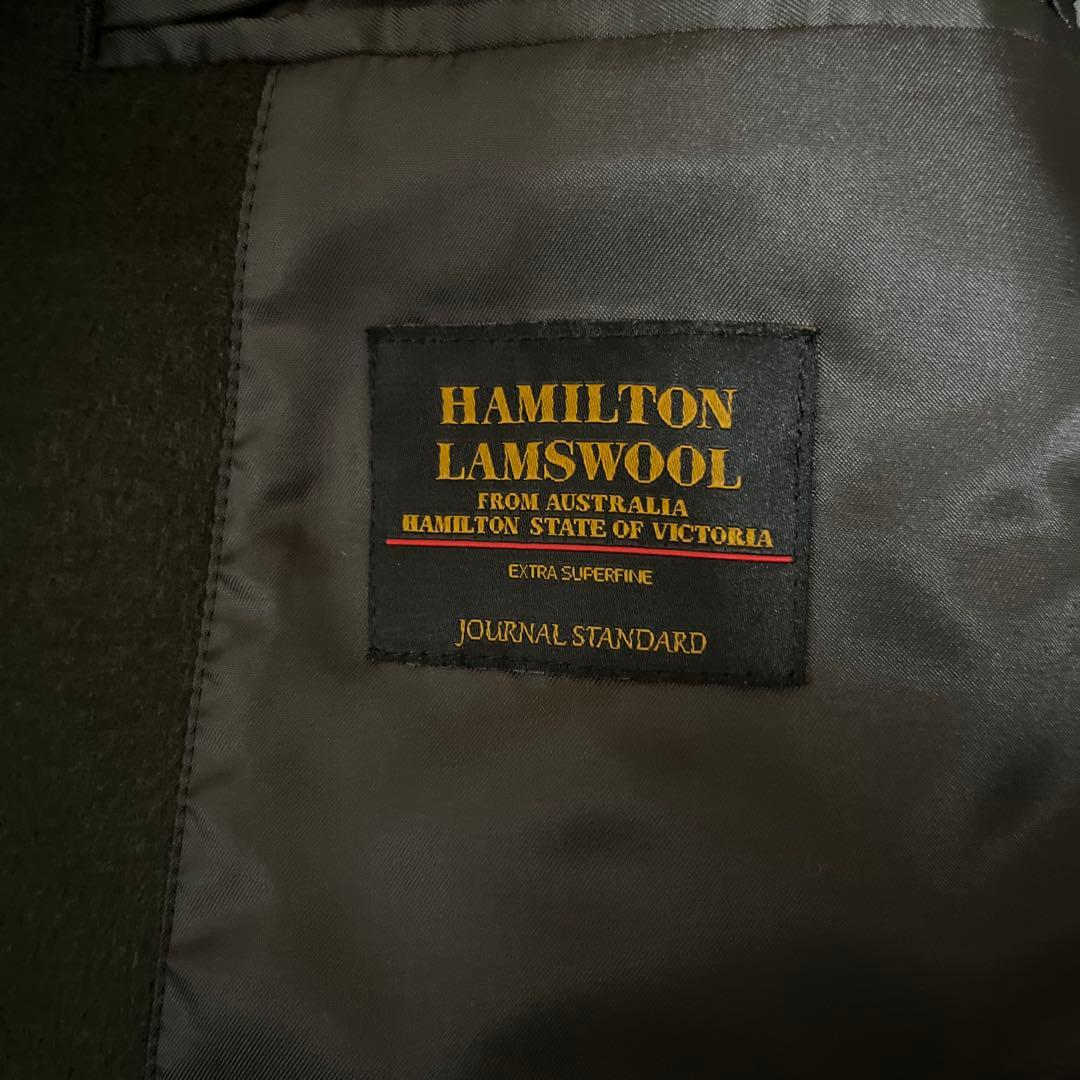 HAMILTON
LAMSWOOL
FROM AUSTRALIA
HAMILTON STATE OF VICTORIA
EXTRA SUPERFINE
JOURNAL STANDARD